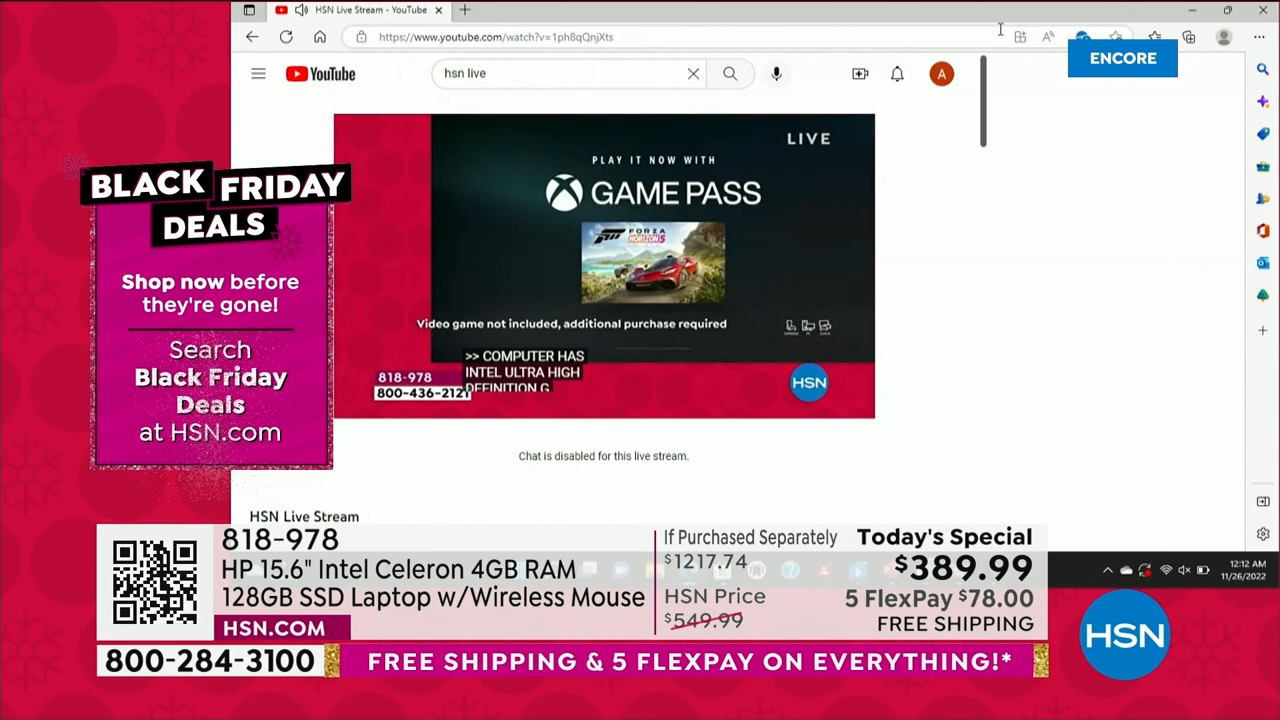 HSN Live Stream - YouTube
https://www.youtube.com/watch?v=1ph8qQnjXts
ENCORE
YouTube
hsn live
A
LIVE
PLAY IT NOW WITH
GAME PASS
FORZA
HORIZON 5
Video game not included, additional purchase required
>> COMPUTER HAS
INTEL ULTRA HIGH
DEFINITION G
818-978
800-436-2121
HSN
Chat is disabled for this live stream.
HSN Live Stream
BLACK FRIDAY
DEALS
Shop now before
they're gone!
Search
Black Friday
Deals
at HSN.com
818-978
HP 15.6" Intel Celeron 4GB RAM
128GB SSD Laptop w/Wireless Mouse
HSN.COM
If Purchased Separately
$1217.74
HSN Price
$549.99
Today's Special
$389.99
5 FlexPay $78.00
FREE SHIPPING
12:12 AM
11/26/2022
HSN
800-284-3100
FREE SHIPPING & 5 FLEXPAY ON EVERYTHING!*